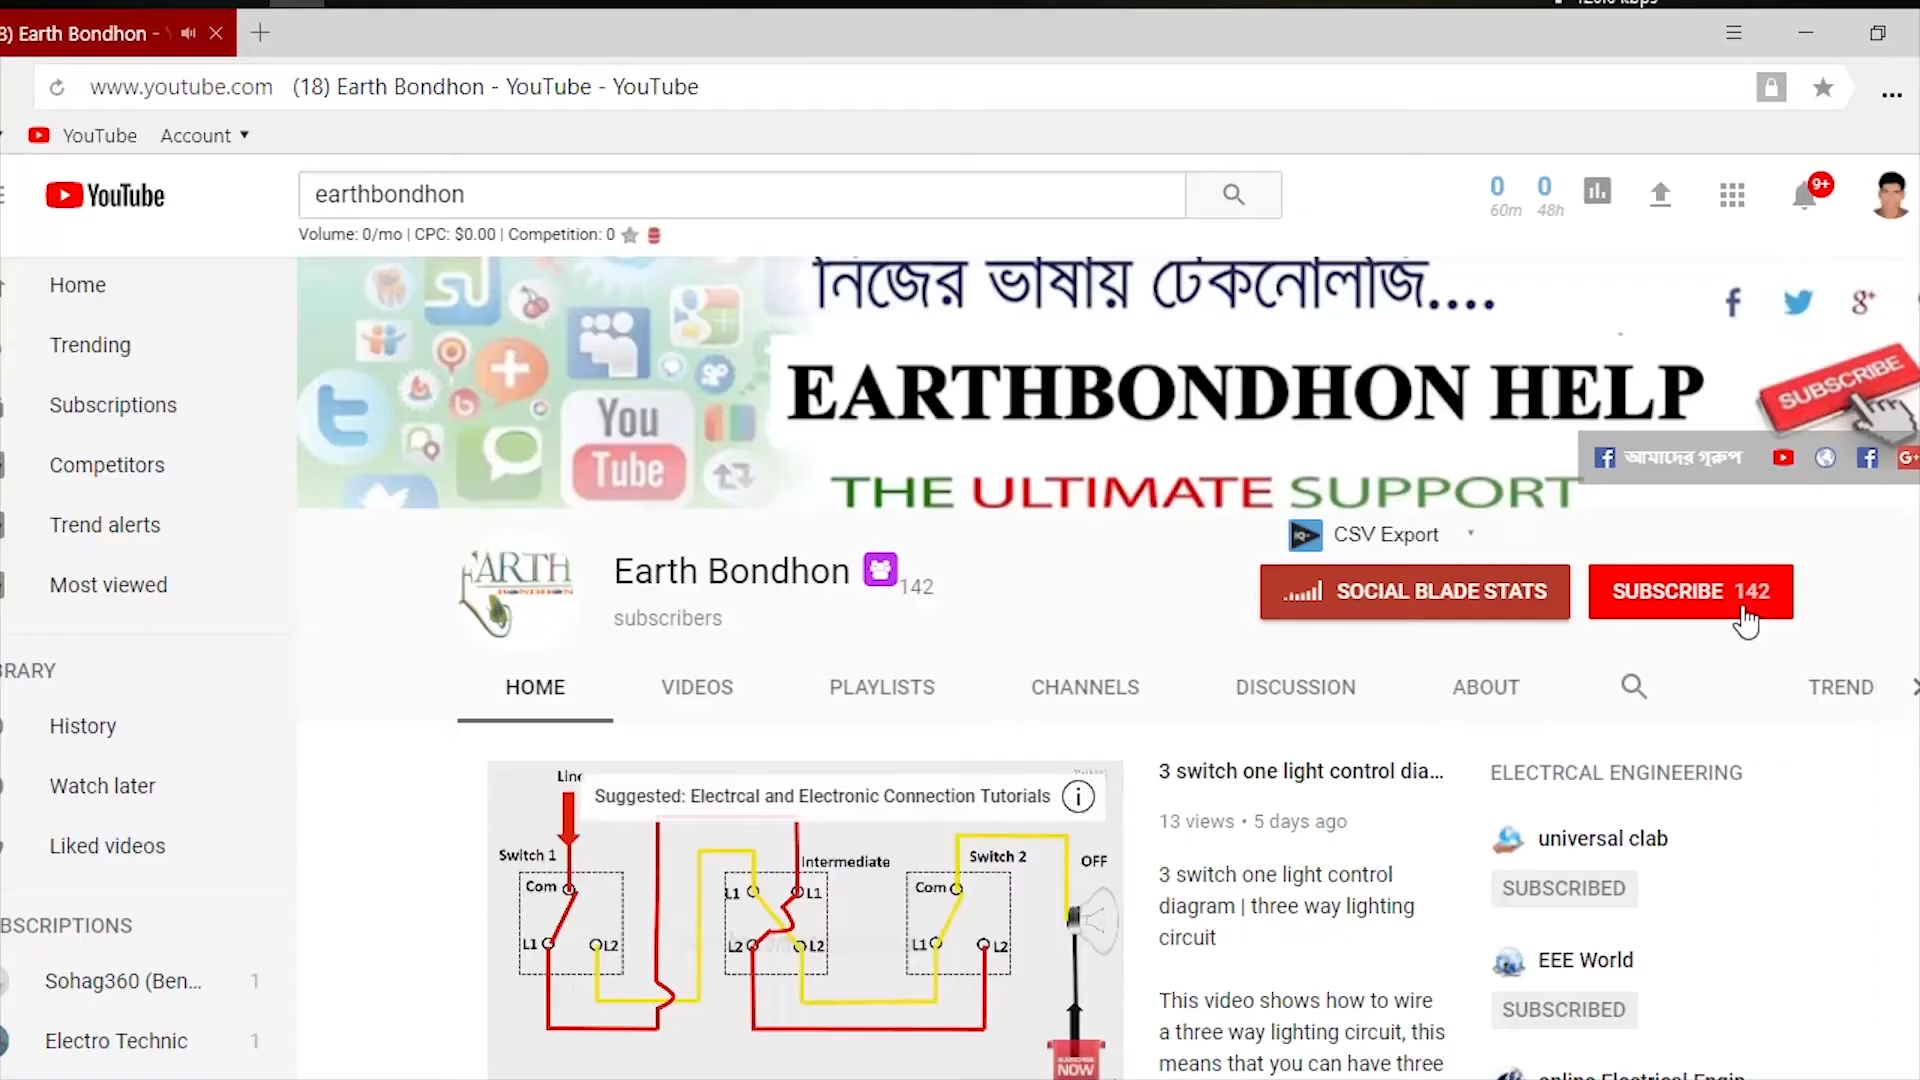 Earth Bondhon -
www.youtube.com (18) Earth Bondhon - YouTube - YouTube
YouTube Account
YouTube
earthbondhon
0 0
60m 48h
9+
Volume: 0/mo | CPC: $0.00 | Competition: 0
Home
Trending
Subscriptions
Competitors
Trend alerts
Most viewed
History
Watch later
Liked videos
Sohag360 (Ben... 1
Electro Technic 1
নিজের ভাষায় টেকনোলজি....
EARTHBONDHON HELP
SUBSCRIBE
You
Tube
THE ULTIMATE SUPPORT
আমাদের গ্রুপ
CSV Export
EARTH
BONDHON
Earth Bondhon 142
subscribers
SOCIAL BLADE STATS
SUBSCRIBE 142
HOME VIDEOS PLAYLISTS CHANNELS DISCUSSION ABOUT TREND
Line
Suggested: Electrcal and Electronic Connection Tutorials
Switch 1
Intermediate
Switch 2
OFF
Com
L1 L1
Com
L1 L2
L2 L2
L1 L2
SUBSCRIBE
NOW
3 switch one light control dia...
13 views • 5 days ago
3 switch one light control
diagram | three way lighting
circuit
This video shows how to wire
a three way lighting circuit, this
means that you can have three
ELECTRCAL ENGINEERING
universal clab
SUBSCRIBED
EEE World
SUBSCRIBED